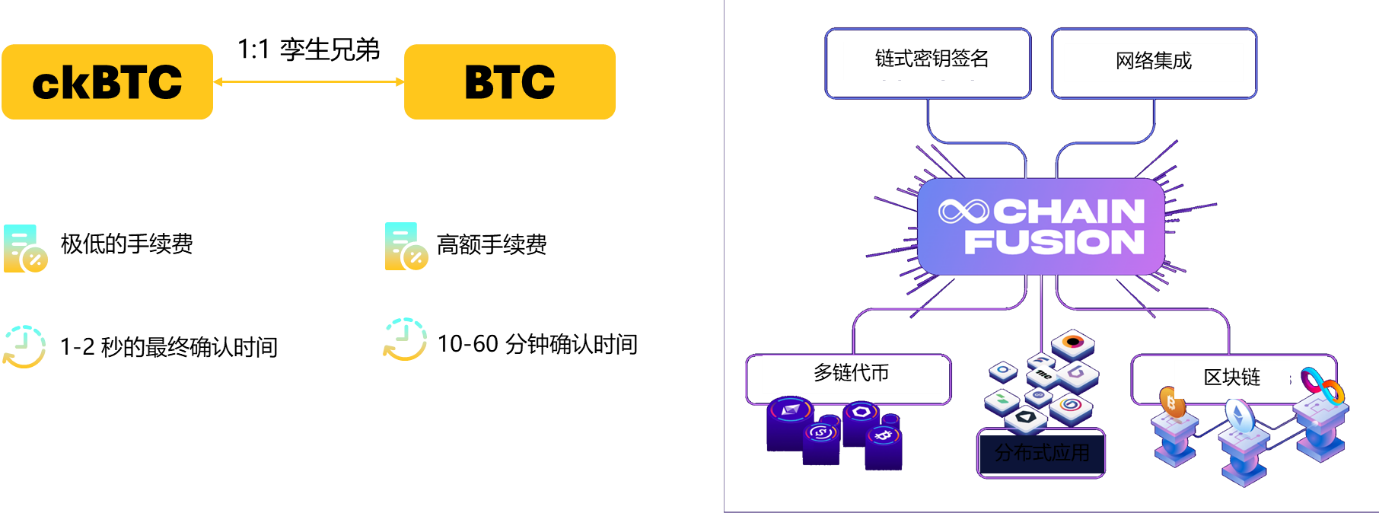 1:1 孪生兄弟
ckBTC
BTC
极低的手续费
高额手续费
1-2 秒的最终确认时间
10-60 分钟确认时间
链式密钥签名
网络集成
CHAIN
FUSION
多链代币
me
分布式应用
区块链